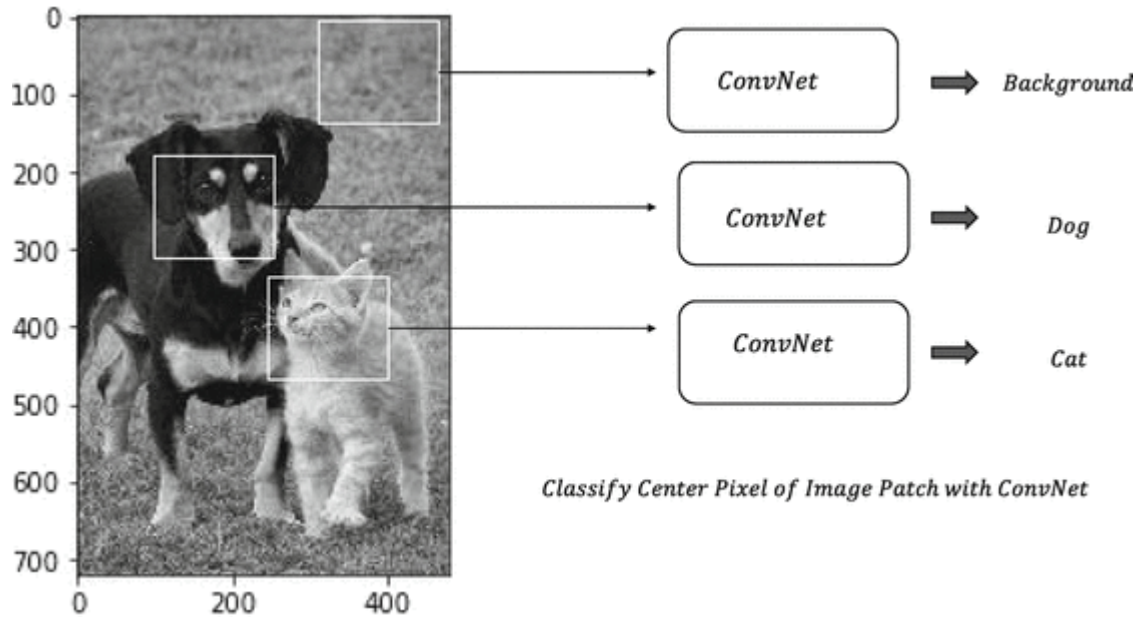 0
100
200
300
400
500
600
700
0 200 400
ConvNet Background
ConvNet Dog
ConvNet Cat
Classify Center Pixel of Image Patch with ConvNet